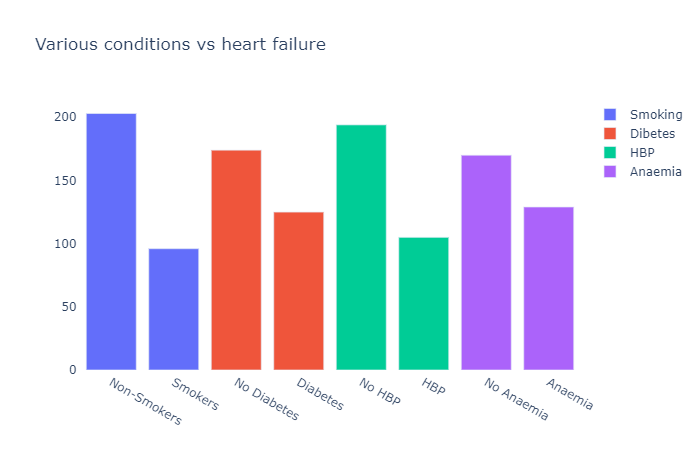 Various conditions vs heart failure
200
150
100
50
0
Non-Smokers
Smokers
No Diabetes
Diabetes
No HBP
HBP
No Anaemia
Anaemia
Smoking
Dibetes
HBP
Anaemia